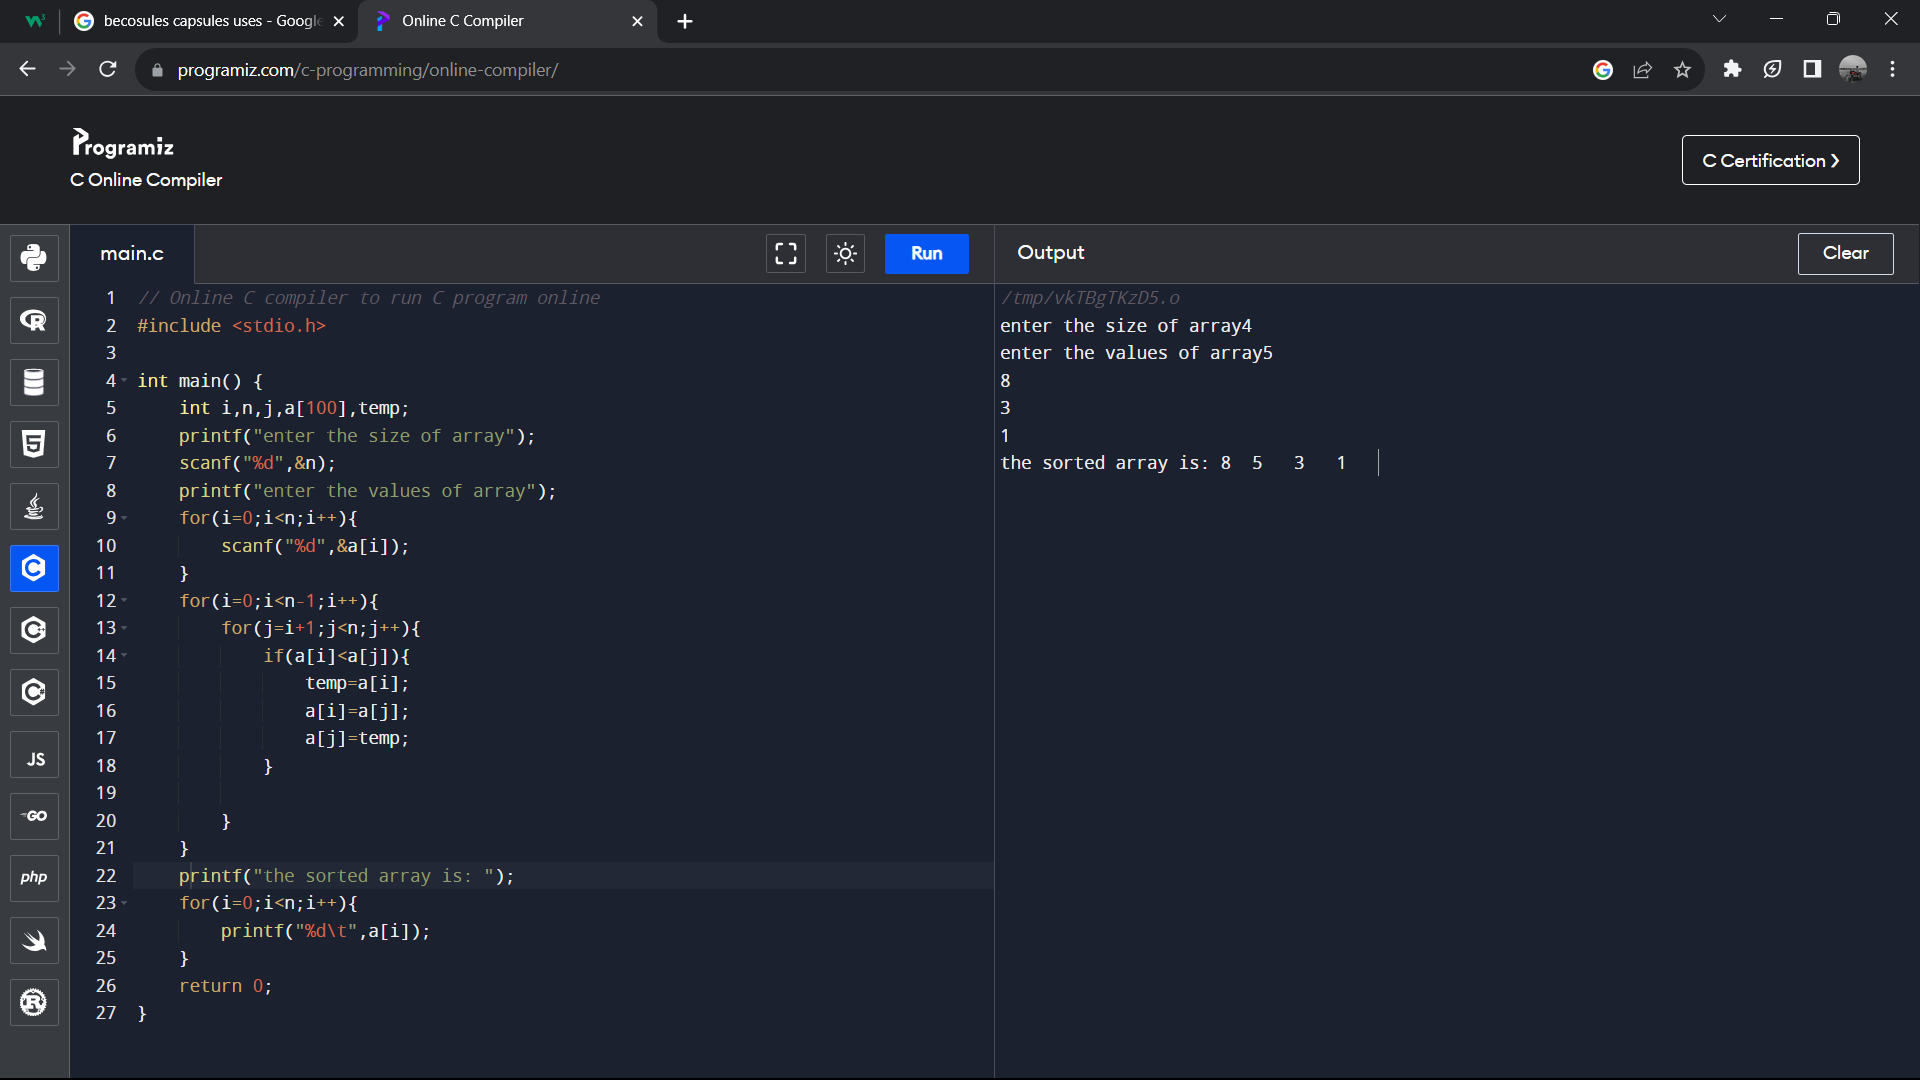 becosules capsules uses - Google
Online C Compiler
programiz.com/c-programming/online-compiler/
Programiz
C Online Compiler
C Certification ❯
main.c
Run
Output
Clear
1 // Online C compiler to run C program online
2 #include <stdio.h>
3
4 int main() {
5     int i,n,j,a[100],temp;
6     printf("enter the size of array");
7     scanf("%d",&n);
8     printf("enter the values of array");
9     for(i=0;i<n;i++){
10         scanf("%d",&a[i]);
11     }
12     for(i=0;i<n-1;i++){
13         for(j=i+1;j<n;j++){
14             if(a[i]<a[j]){
15                 temp=a[i];
16                 a[i]=a[j];
17                 a[j]=temp;
18             }
19
20         }
21     }
22     printf("the sorted array is: ");
23     for(i=0;i<n;i++){
24         printf("%d\t",a[i]);
25     }
26     return 0;
27 }
/tmp/vkTBgTKzD5.o
enter the size of array4
enter the values of array5
8
3
1
the sorted array is: 8 5 3 1
R
5
C
C
C
JS
GO
php
R